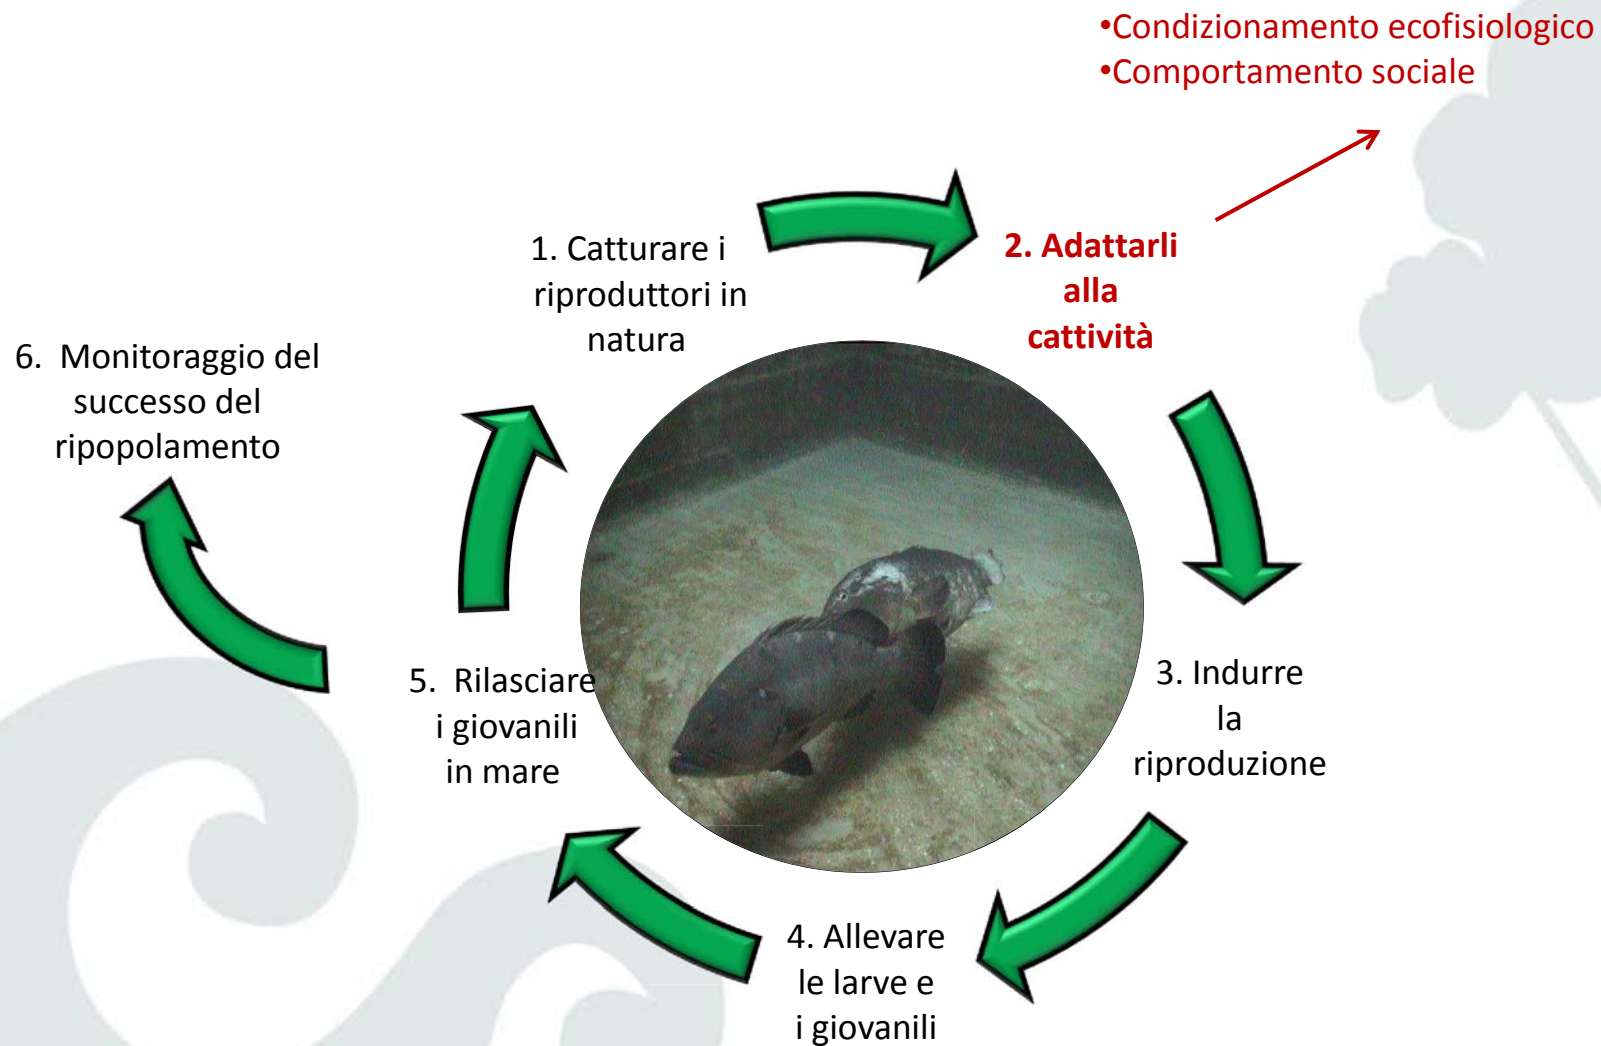 •Condizionamento ecofisiologico
•Comportamento sociale
1. Catturare i
riproduttori in
natura
2. Adattarli
alla
cattività
3. Indurre
la
riproduzione
4. Allevare
le larve e
i giovanili
5. Rilasciare
i giovanili
in mare
6. Monitoraggio del
successo del
ripopolamento